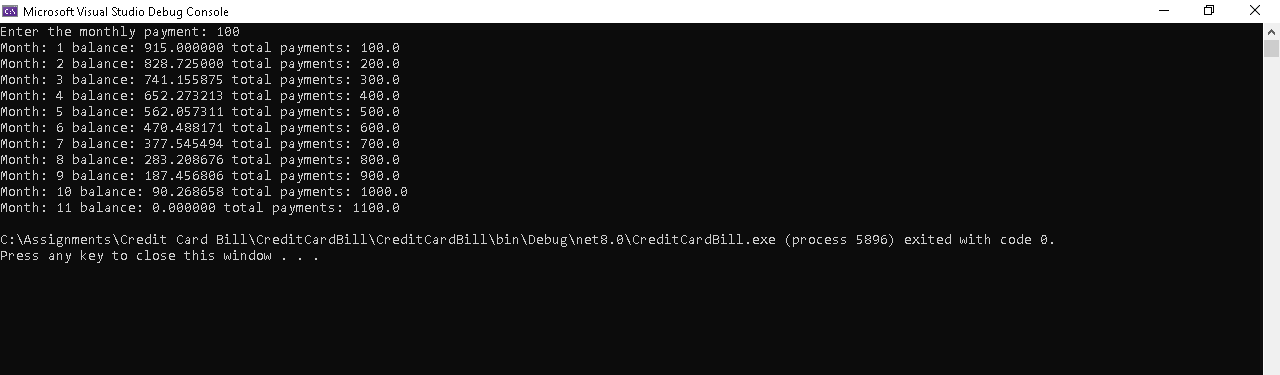 Microsoft Visual Studio Debug Console
Enter the monthly payment: 100
Month: 1 balance: 915.000000 total payments: 100.0
Month: 2 balance: 828.725000 total payments: 200.0
Month: 3 balance: 741.155875 total payments: 300.0
Month: 4 balance: 652.273213 total payments: 400.0
Month: 5 balance: 562.057311 total payments: 500.0
Month: 6 balance: 470.488171 total payments: 600.0
Month: 7 balance: 377.545494 total payments: 700.0
Month: 8 balance: 283.208676 total payments: 800.0
Month: 9 balance: 187.456806 total payments: 900.0
Month: 10 balance: 90.268658 total payments: 1000.0
Month: 11 balance: 0.000000 total payments: 1100.0
C:\Assignments\Credit Card Bill\CreditCardBill\CreditCardBill\bin\Debug\net8.0\CreditCardBill.exe (process 5896) exited with code 0.
Press any key to close this window . . .